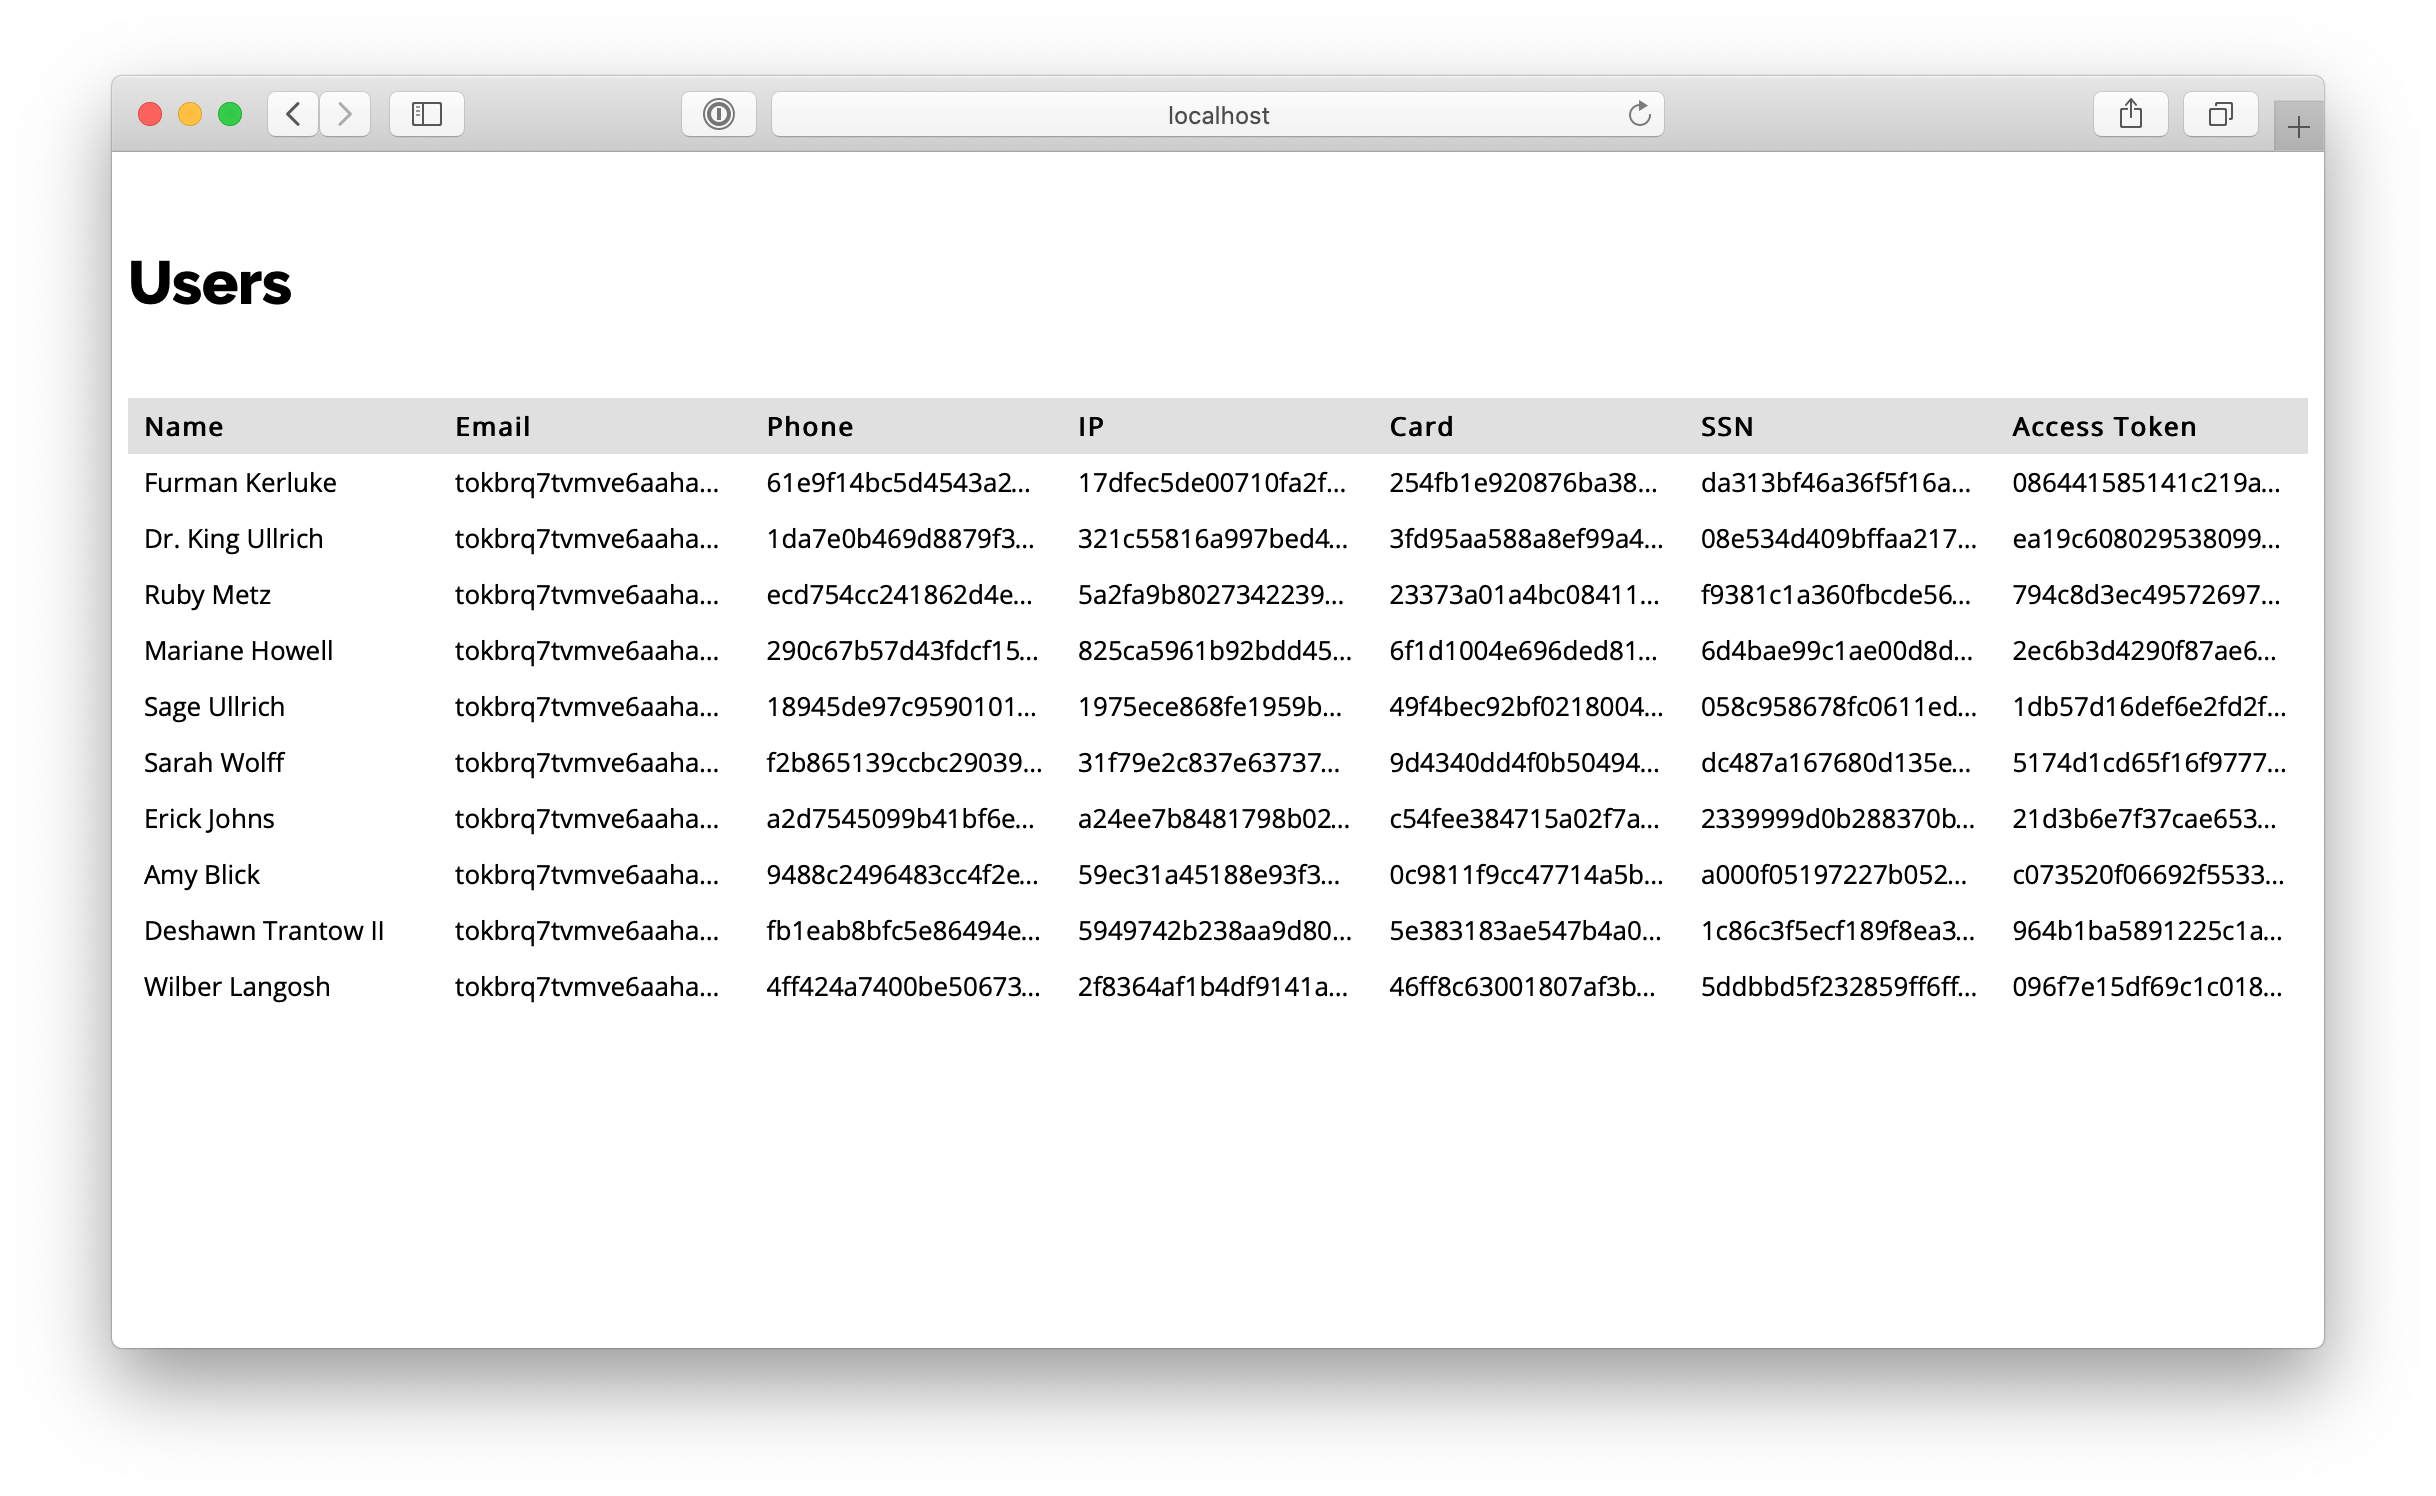 localhost
Users
Name Email Phone IP Card SSN Access Token
Furman Kerluke tokbrq7tvmve6aaha... 61e9f14bc5d4543a2... 17dfec5de00710fa2f... 254fb1e920876ba38... da313bf46a36f5f16a... 086441585141c219a...
Dr. King Ullrich tokbrq7tvmve6aaha... 1da7e0b469d8879f3... 321c55816a997bed4... 3fd95aa588a8ef99a4... 08e534d409bffaa217... ea19c608029538099...
Ruby Metz tokbrq7tvmve6aaha... ecd754cc241862d4e... 5a2fa9b8027342239... 23373a01a4bc08411... f9381c1a360fbcde56... 794c8d3ec49572697...
Mariane Howell tokbrq7tvmve6aaha... 290c67b57d43fdcf15... 825ca5961b92bdd45... 6f1d1004e696ded81... 6d4bae99c1ae00d8d... 2ec6b3d4290f87ae6...
Sage Ullrich tokbrq7tvmve6aaha... 18945de97c9590101... 1975ece868fe1959b... 49f4bec92bf0218004... 058c958678fc0611ed... 1db57d16def6e2fd2f...
Sarah Wolff tokbrq7tvmve6aaha... f2b865139ccbc29039... 31f79e2c837e63737... 9d4340dd4f0b50494... dc487a167680d135e... 5174d1cd65f16f9777...
Erick Johns tokbrq7tvmve6aaha... a2d7545099b41bf6e... a24ee7b8481798b02... c54fee384715a02f7a... 2339999d0b288370b... 21d3b6e7f37cae653...
Amy Blick tokbrq7tvmve6aaha... 9488c2496483cc4f2e... 59ec31a45188e93f3... 0c9811f9cc47714a5b... a000f05197227b052... c073520f06692f5533...
Deshawn Trantow II tokbrq7tvmve6aaha... fb1eab8bfc5e86494e... 5949742b238aa9d80... 5e383183ae547b4a0... 1c86c3f5ecf189f8ea3... 964b1ba5891225c1a...
Wilber Langosh tokbrq7tvmve6aaha... 4ff424a7400be50673... 2f8364af1b4df9141a... 46ff8c63001807af3b... 5ddbbd5f232859ff6ff... 096f7e15df69c1c018...